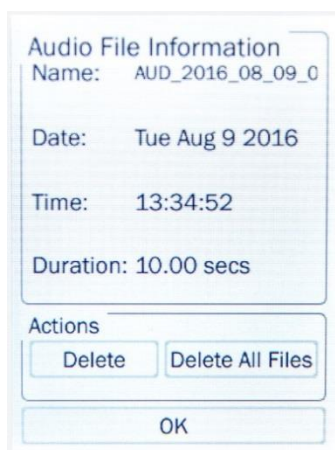 Audio File Information
Name: AUD_2016_08_09_0
Date: Tue Aug 9 2016
Time: 13:34:52
Duration: 10.00 secs
Actions
Delete Delete All Files
OK